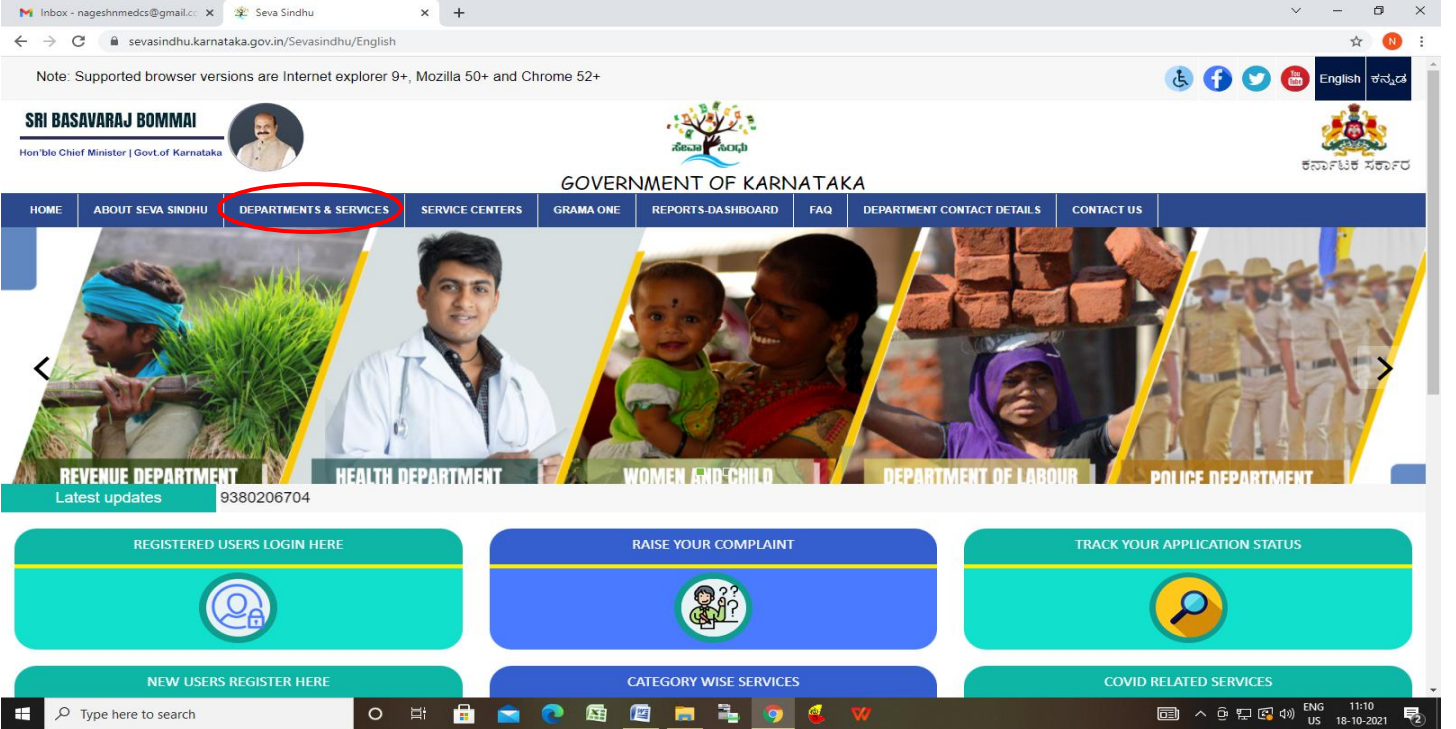 Inbox - nageshnmedcs@gmail.cc
Seva Sindhu
sevasindhu.karnataka.gov.in/Sevasindhu/English
N
Note: Supported browser versions are Internet explorer 9+, Mozilla 50+ and Chrome 52+
English
ಕನ್ನಡ
SRI BASAVARAJ BOMMAI
Hon'ble Chief Minister | Govt.of Karnataka
ಸೇವಾ ಸಿಂಧು
GOVERNMENT OF KARNATAKA
ಕರ್ನಾಟಕ ಸರ್ಕಾರ
HOME
ABOUT SEVA SINDHU
DEPARTMENTS & SERVICES
SERVICE CENTERS
GRAMA ONE
REPORTS-DASHBOARD
FAQ
DEPARTMENT CONTACT DETAILS
CONTACT US
REVENUE DEPARTMENT
HEALTH DEPARTMENT
WOMEN AND CHILD
DEPARTMENT OF LABOUR
POLICE DEPARTMENT
Latest updates
9380206704
REGISTERED USERS LOGIN HERE
RAISE YOUR COMPLAINT
TRACK YOUR APPLICATION STATUS
NEW USERS REGISTER HERE
CATEGORY WISE SERVICES
COVID RELATED SERVICES
Type here to search
ENG
US
11:10
18-10-2021
2